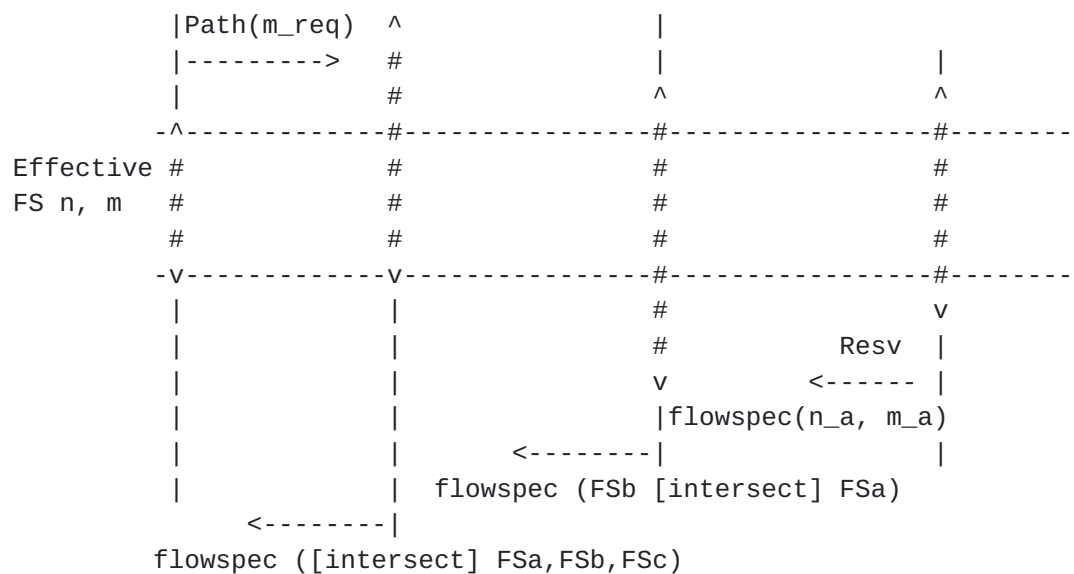 Path(m_req)
Effective
FS n, m
Resv
flowspec(n_a, m_a)
flowspec (FSb [intersect] FSa)
flowspec ([intersect] FSa,FSb,FSc)